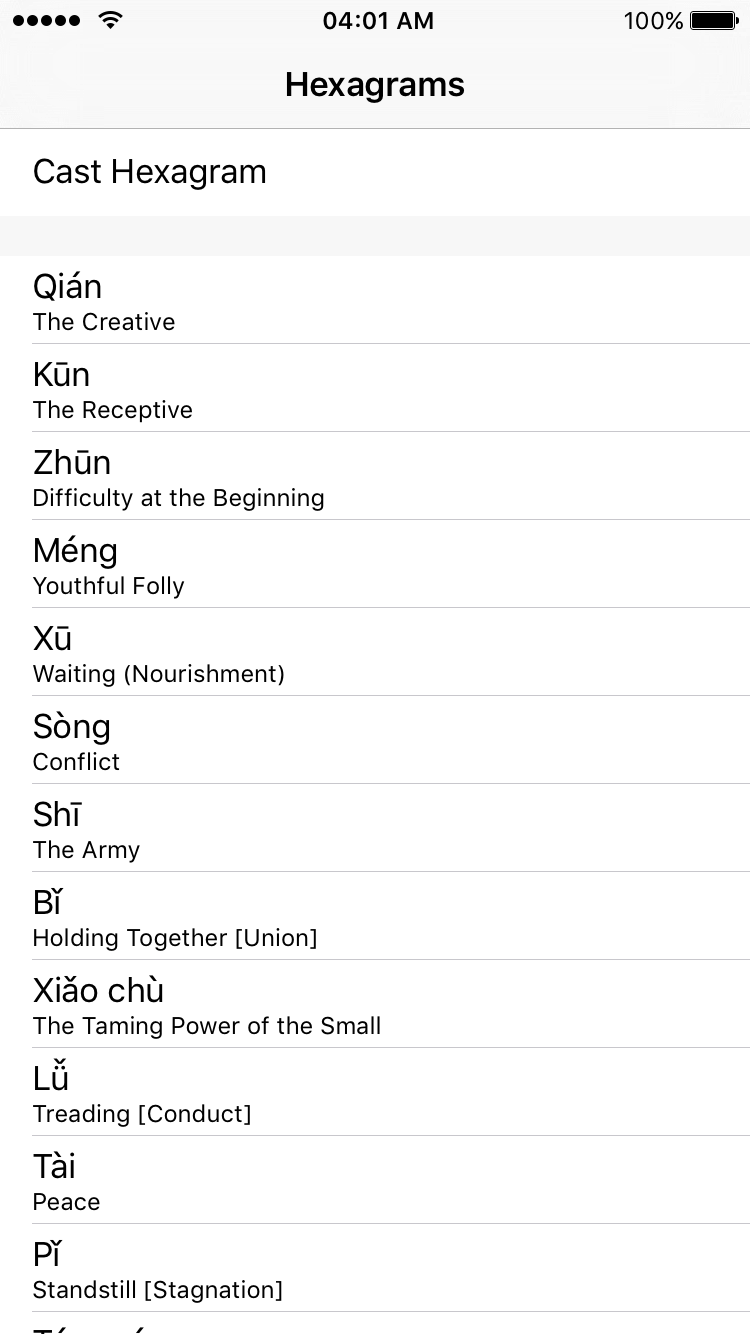 04:01 AM 100%
Hexagrams
Cast Hexagram
Qián
The Creative
Kūn
The Receptive
Zhūn
Difficulty at the Beginning
Méng
Youthful Folly
Xū
Waiting (Nourishment)
Sòng
Conflict
Shī
The Army
Bǐ
Holding Together [Union]
Xiǎo chù
The Taming Power of the Small
Lǚ
Treading [Conduct]
Tài
Peace
Pǐ
Standstill [Stagnation]